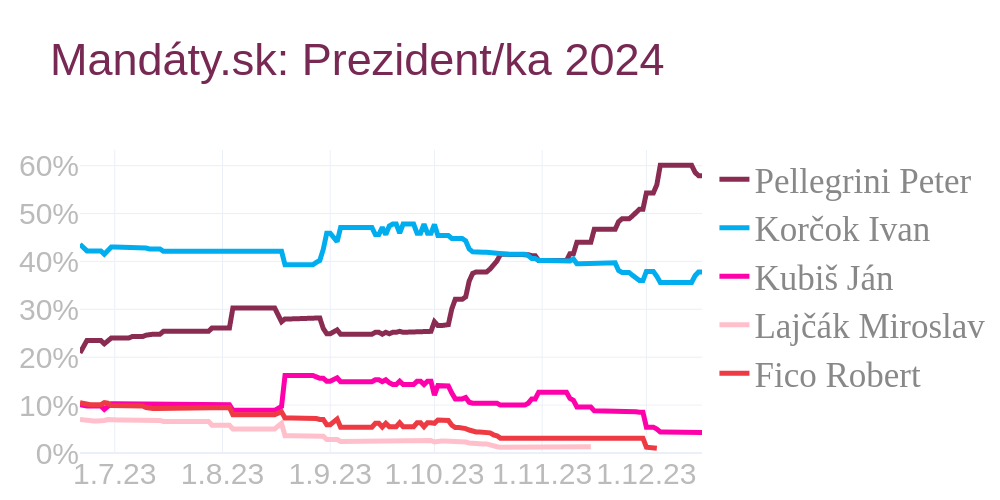 Mandáty.sk: Prezident/ka 2024
60%
50%
40%
30%
20%
10%
0%
1.7.23 1.8.23 1.9.23 1.10.23 1.11.23 1.12.23
Pellegrini Peter
Korčok Ivan
Kubiš Ján
Lajčák Miroslav
Fico Robert